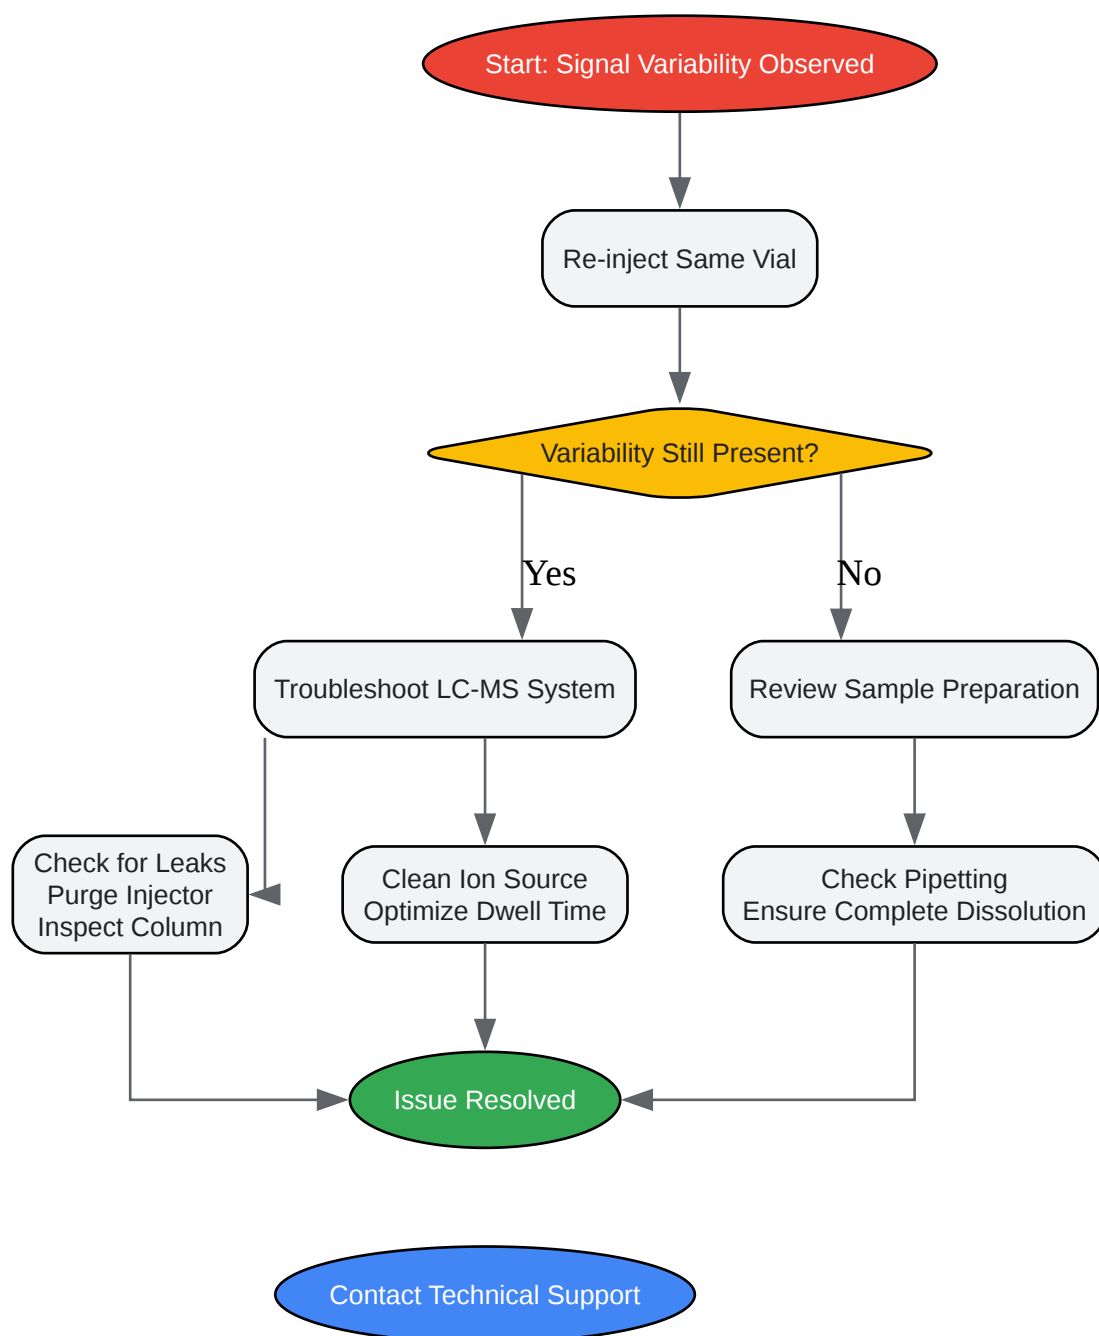 Start: Signal Variability Observed
Re-inject Same Vial
Variability Still Present?
Yes
No
Troubleshoot LC-MS System
Review Sample Preparation
Check for Leaks
Purge Injector
Inspect Column
Clean Ion Source
Optimize Dwell Time
Check Pipetting
Ensure Complete Dissolution
Issue Resolved
Contact Technical Support